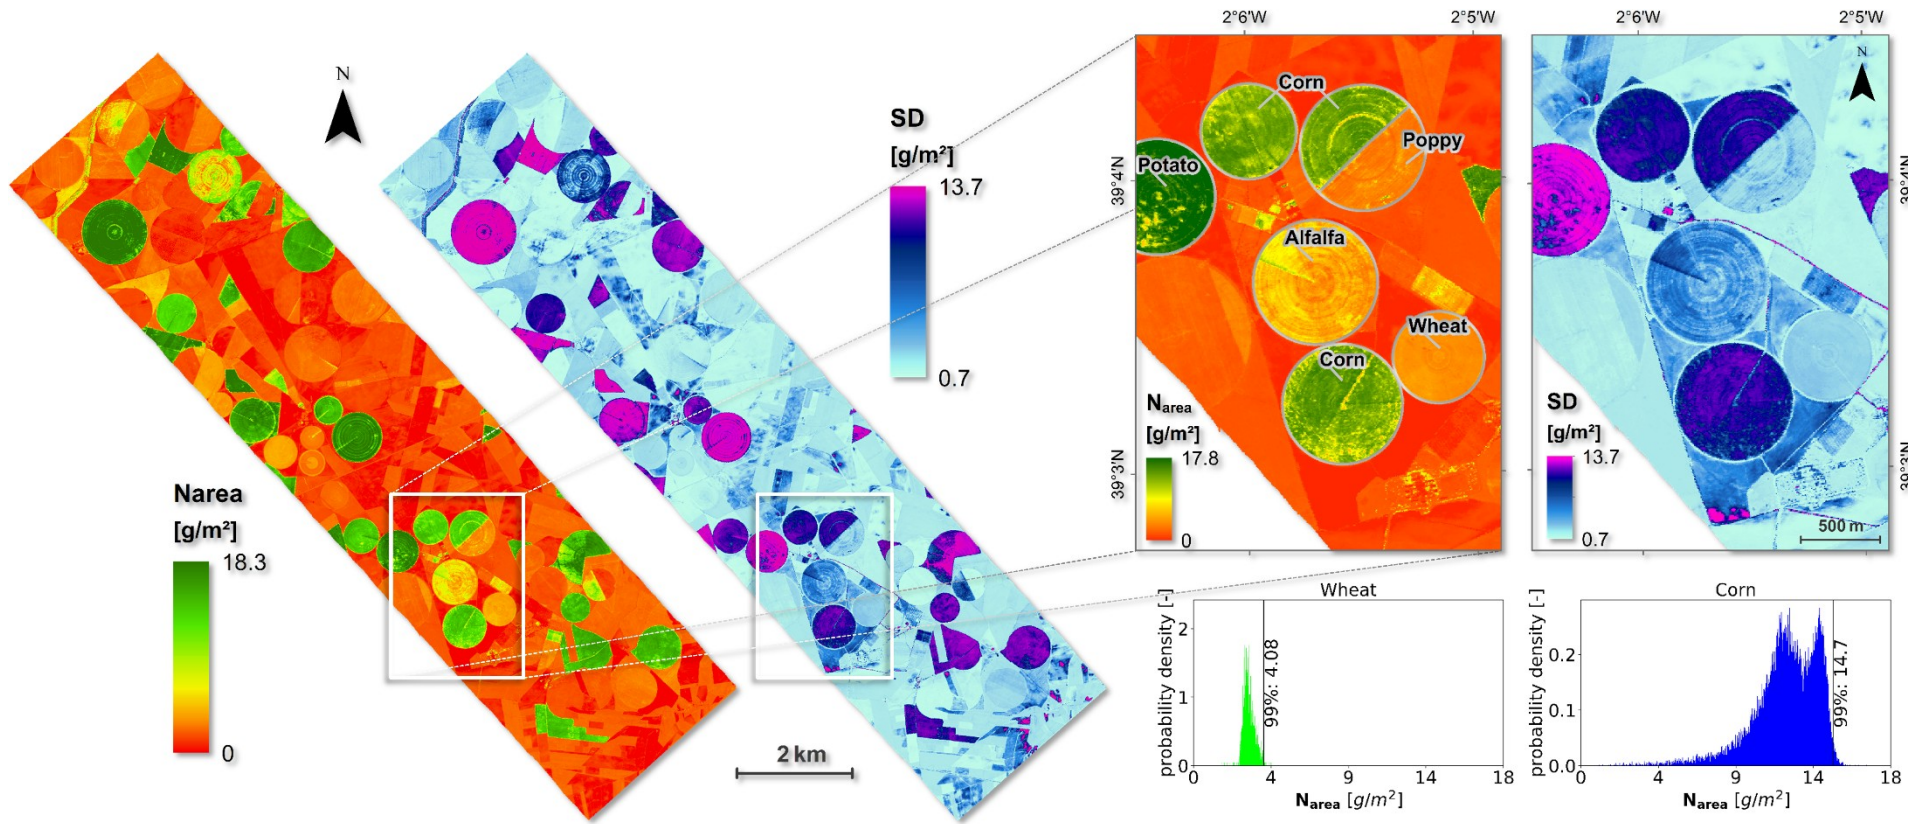 N
Narea
[g/m²]
18.3
0
SD
[g/m²]
13.7
0.7
2 km
2°6'W
2°5'W
39°4'N
39°3'N
Corn
Poppy
Potato
Alfalfa
Wheat
Corn
Narea
[g/m²]
17.8
0
2°6'W
2°5'W
N
39°4'N
39°3'N
SD
[g/m²]
13.7
0.7
500 m
Wheat
probability density [-]
2
1
0
99%: 4.08
0
4
9
14
18
Narea [g/m²]
Corn
probability density [-]
0.2
0.1
0.0
99%: 14.7
0
4
9
14
18
Narea [g/m²]